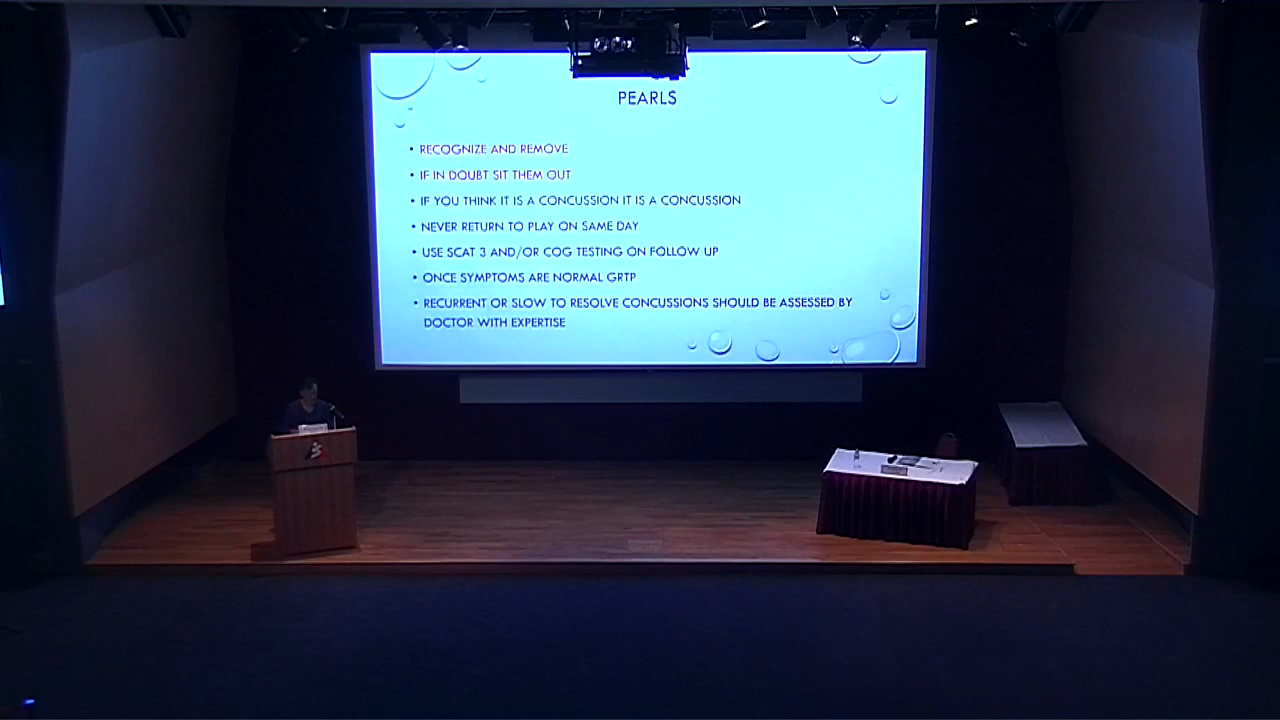 PEARLS
• RECOGNIZE AND REMOVE
• IF IN DOUBT SIT THEM OUT
• IF YOU THINK IT IS A CONCUSSION IT IS A CONCUSSION
• NEVER RETURN TO PLAY ON SAME DAY
• USE SCAT 3 AND/OR COG TESTING ON FOLLOW UP
• ONCE SYMPTOMS ARE NORMAL GRTP
• RECURRENT OR SLOW TO RESOLVE CONCUSSIONS SHOULD BE ASSESSED BY
DOCTOR WITH EXPERTISE